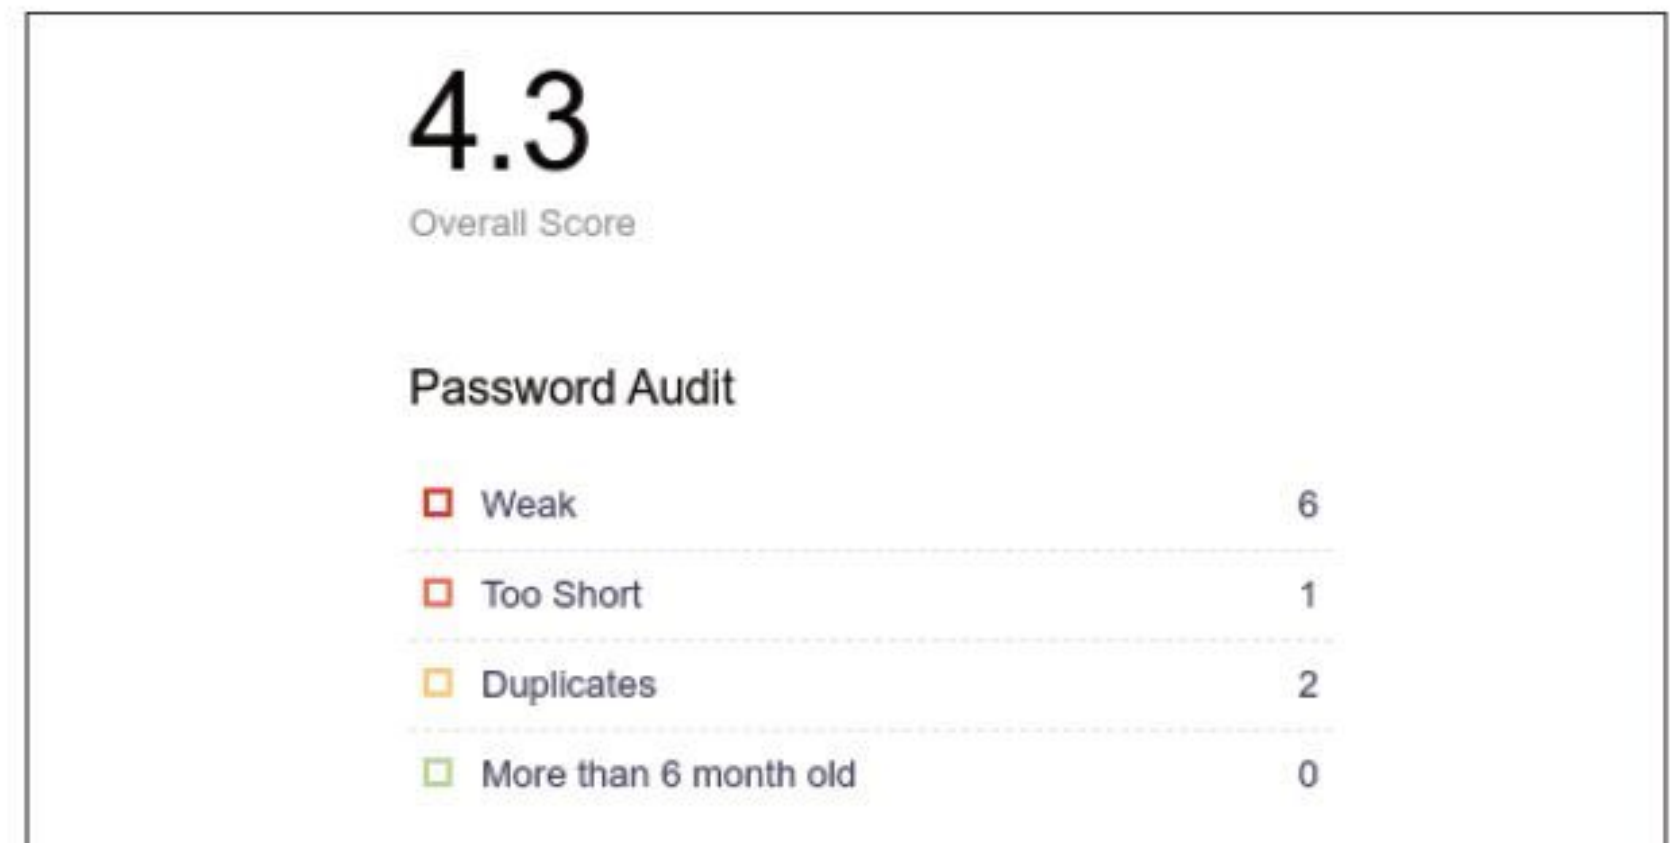 4.3
Overall Score
Password Audit
Weak 6
Too Short 1
Duplicates 2
More than 6 month old 0